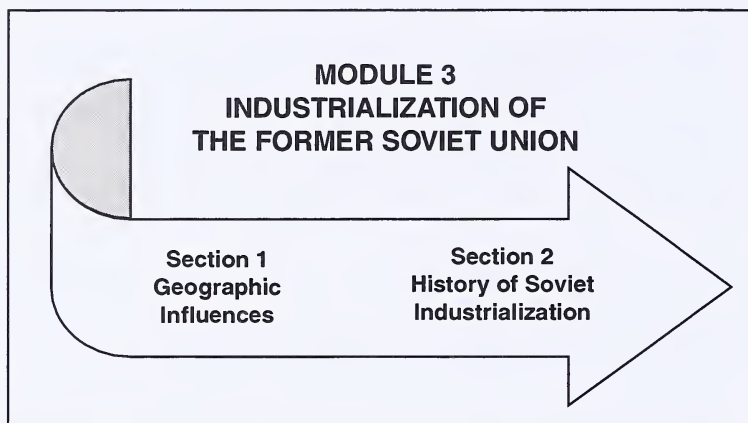 MODULE 3
INDUSTRIALIZATION OF
THE FORMER SOVIET UNION
Section 1
Geographic
Influences
Section 2
History of Soviet
Industrialization